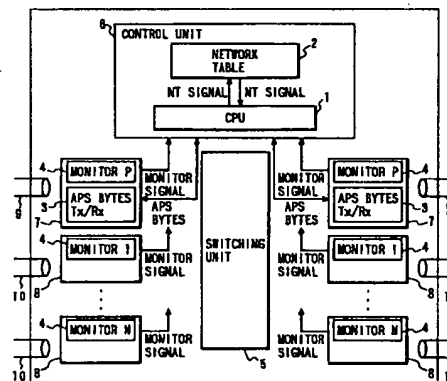 6
CONTROL UNIT
2
NETWORK
TABLE
NT SIGNAL NT SIGNAL
1
CPU
4
MONITOR P
MONITOR
SIGNAL
3
APS BYTES
Tx/Rx
APS
BYTES
9
7
4
MONITOR 1
MONITOR
SIGNAL
10
8
4
MONITOR N
MONITOR
SIGNAL
10
8
SWITCHING
UNIT
5
MONITOR P
4
MONITOR
SIGNAL
APS BYTES
Tx/Rx
3
APS
BYTES
7
MONITOR 1
4
MONITOR
SIGNAL
8
MONITOR M
4
MONITOR
SIGNAL
8